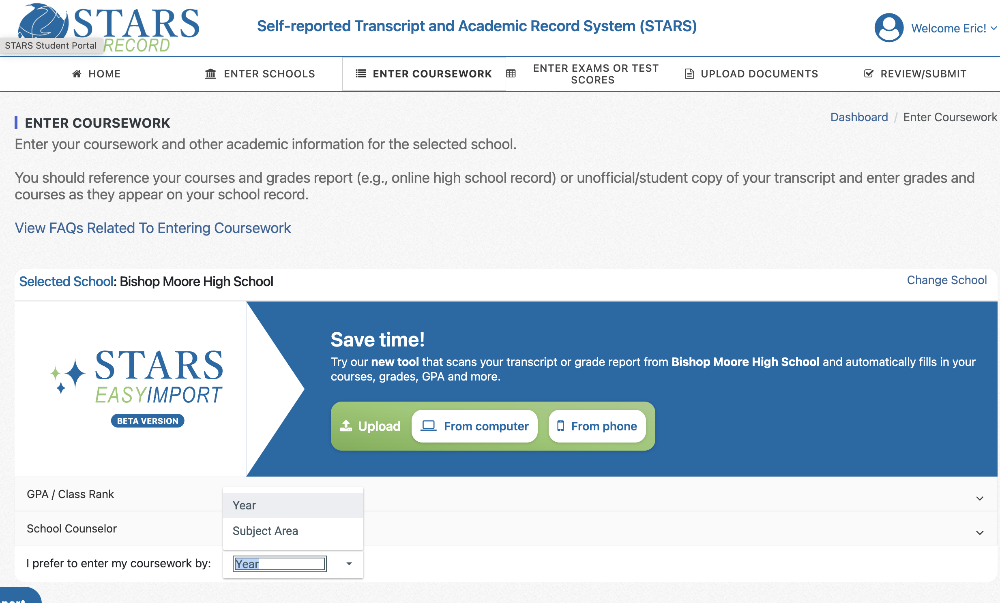 STARS
RECORD
STARS Student Portal
Self-reported Transcript and Academic Record System (STARS)
Welcome Eric!
HOME
ENTER SCHOOLS
ENTER COURSEWORK
ENTER EXAMS OR TEST
SCORES
UPLOAD DOCUMENTS
REVIEW/SUBMIT
ENTER COURSEWORK
Dashboard / Enter Coursework
Enter your coursework and other academic information for the selected school.
You should reference your courses and grades report (e.g., online high school record) or unofficial/student copy of your transcript and enter grades and
courses as they appear on your school record.
View FAQs Related To Entering Coursework
Selected School: Bishop Moore High School
Change School
STARS
EASYIMPORT
BETA VERSION
Save time!
Try our new tool that scans your transcript or grade report from Bishop Moore High School and automatically fills in your
courses, grades, GPA and more.
Upload
From computer
From phone
GPA / Class Rank
School Counselor
Year
Subject Area
I prefer to enter my coursework by:
Year